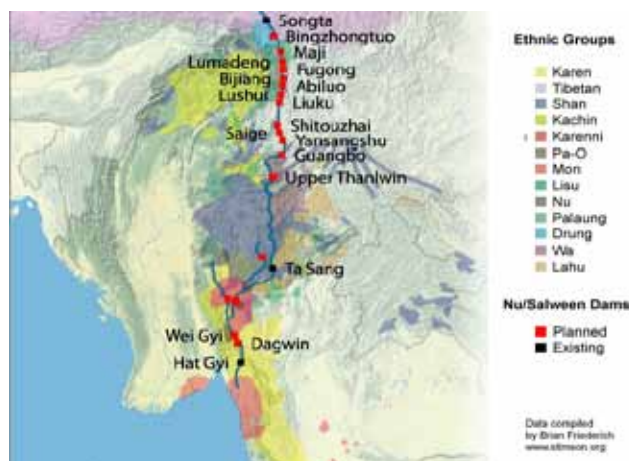 Songta
Bingzhongtuo
Maji
Lumadeng
Fugong
Bijiang
Abiluo
Lushui
Liuku
Shitouzhai
Saige
Yansangshu
Guangbo
Upper Thanlwin
Ta Sang
Wei Gyi
Dagwin
Hat Gyi
Ethnic Groups
Karen
Tibetan
Shan
Kachin
Karenni
Pa-O
Mon
Lisu
Nu
Palaung
Drung
Wa
Lahu
Nu/Salween Dams
Planned
Existing
Data compiled
by Brian Friederich
www.stimson.org